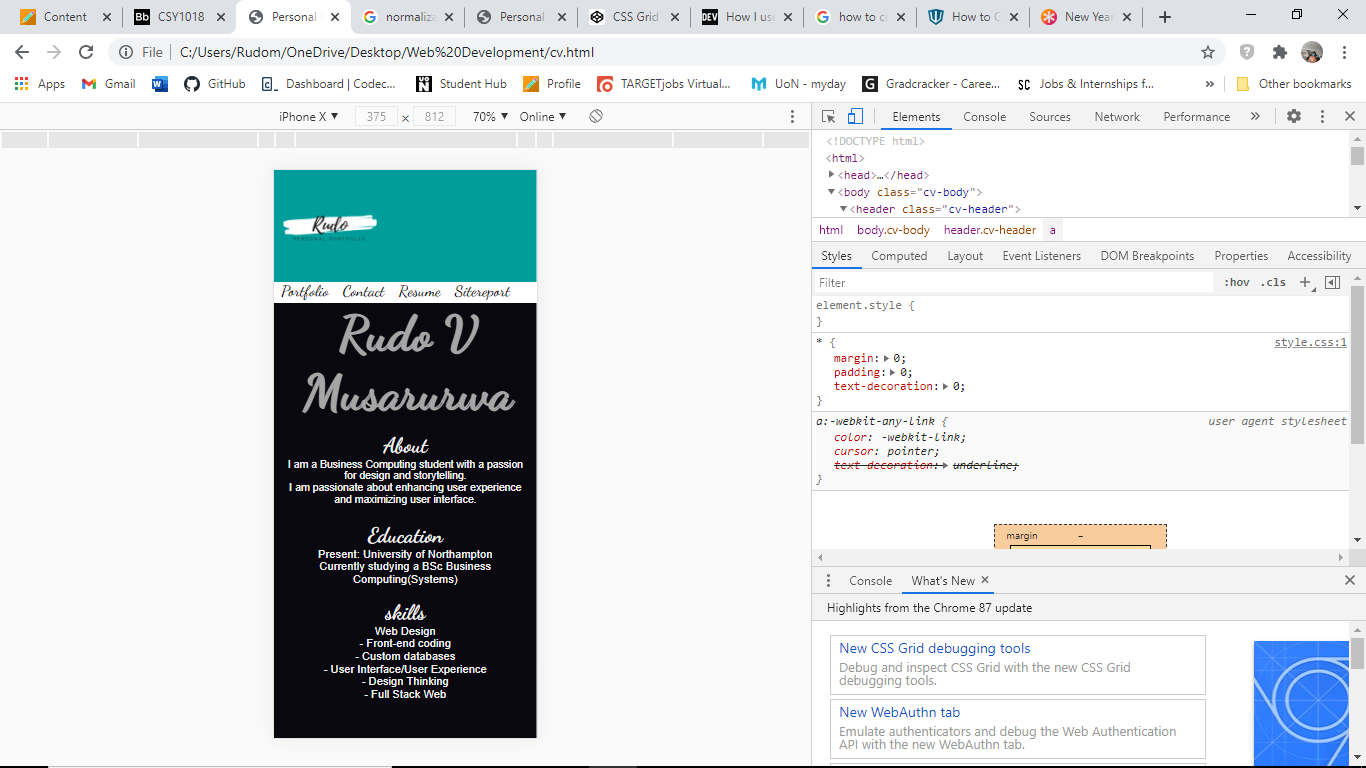 Content
CSY1018
Personal
normaliza
Personal
CSS Grid
How I use
how to cr
How to C
New Year
File C:/Users/Rudom/OneDrive/Desktop/Web%20Development/cv.html
Apps Gmail GitHub Dashboard | Codec... Student Hub Profile TARGETjobs Virtual... UoN - myday Gradcracker - Caree... Jobs & Internships f... » Other bookmarks
iPhone X ▼ 375 × 812 70% ▼ Online ▼
Rudo
PERSONAL PORTFOLIO
Portfolio Contact Resume Sitereport
Rudo V
Musarurwa
About
I am a Business Computing student with a passion
for design and storytelling.
I am passionate about enhancing user experience
and maximizing user interface.
Education
Present: University of Northampton
Currently studying a BSc Business
Computing(Systems)
skills
Web Design
- Front-end coding
- Custom databases
- User Interface/User Experience
- Design Thinking
- Full Stack Web
Elements Console Sources Network Performance »
<!DOCTYPE html>
<html>
▶<head>…</head>
▼<body class="cv-body">
▼<header class="cv-header">
html body.cv-body header.cv-header a
Styles Computed Layout Event Listeners DOM Breakpoints Properties Accessibility
Filter :hov .cls +
element.style {
}
* { style.css:1
margin:▶ 0;
padding:▶ 0;
text-decoration:▶ 0;
}
a:-webkit-any-link { user agent stylesheet
color: -webkit-link;
cursor: pointer;
text-decoration:▶ underline;
}
margin –
Console What's New ×
Highlights from the Chrome 87 update
New CSS Grid debugging tools
Debug and inspect CSS Grid with the new CSS Grid
debugging tools.
New WebAuthn tab
Emulate authenticators and debug the Web Authentication
API with the new WebAuthn tab.